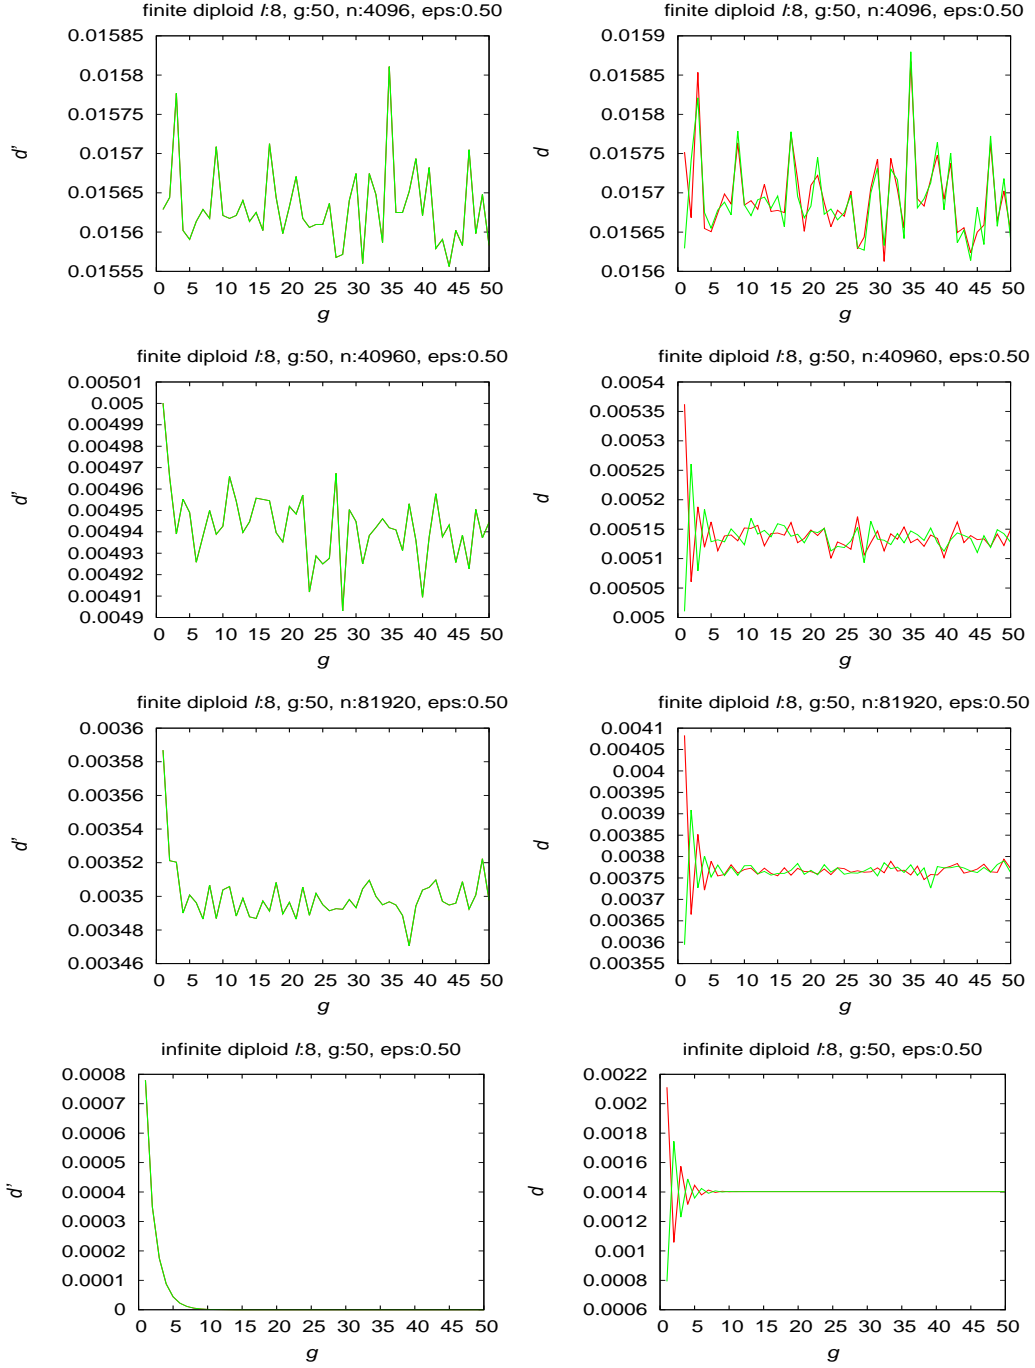 finite diploid l:8, g:50, n:4096, eps:0.50
0.01585
0.0158
0.01575
0.0157
0.01565
0.0156
0.01555
d'
0 5 10 15 20 25 30 35 40 45 50
g
finite diploid l:8, g:50, n:4096, eps:0.50
0.0159
0.01585
0.0158
0.01575
0.0157
0.01565
0.0156
d
0 5 10 15 20 25 30 35 40 45 50
g
finite diploid l:8, g:50, n:40960, eps:0.50
0.00501
0.005
0.00499
0.00498
0.00497
0.00496
0.00495
0.00494
0.00493
0.00492
0.00491
0.0049
d'
0 5 10 15 20 25 30 35 40 45 50
g
finite diploid l:8, g:50, n:40960, eps:0.50
0.0054
0.00535
0.0053
0.00525
0.0052
0.00515
0.0051
0.00505
0.005
d
0 5 10 15 20 25 30 35 40 45 50
g
finite diploid l:8, g:50, n:81920, eps:0.50
0.0036
0.00358
0.00356
0.00354
0.00352
0.0035
0.00348
0.00346
d'
0 5 10 15 20 25 30 35 40 45 50
g
finite diploid l:8, g:50, n:81920, eps:0.50
0.0041
0.00405
0.004
0.00395
0.0039
0.00385
0.0038
0.00375
0.0037
0.00365
0.0036
0.00355
d
0 5 10 15 20 25 30 35 40 45 50
g
infinite diploid l:8, g:50, eps:0.50
0.0008
0.0007
0.0006
0.0005
0.0004
0.0003
0.0002
0.0001
0
d'
0 5 10 15 20 25 30 35 40 45 50
g
infinite diploid l:8, g:50, eps:0.50
0.0022
0.002
0.0018
0.0016
0.0014
0.0012
0.001
0.0008
0.0006
d
0 5 10 15 20 25 30 35 40 45 50
g